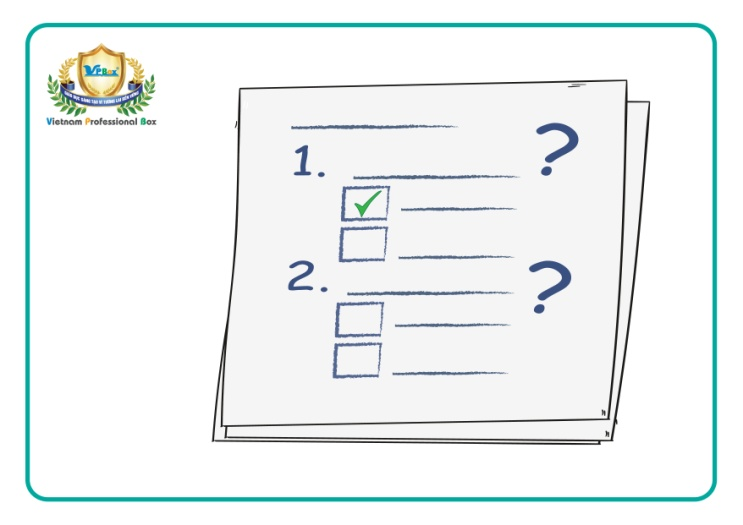 VPBox
Vietnam Professional Box
1. ?
2. ?